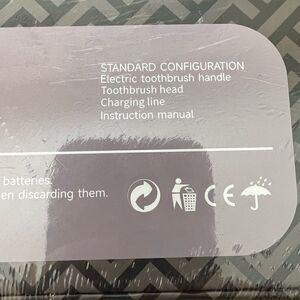 STANDARD CONFIGURATION
Electric toothbrush handle
Toothbrush head
Charging line
Instruction manual
batteries.
en discarding them.
CE